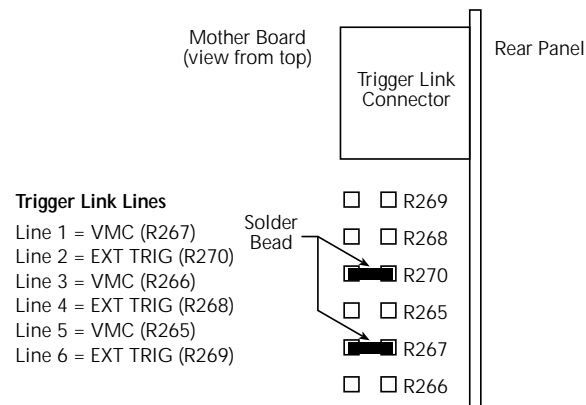 Mother Board
(view from top)
Rear Panel
Trigger Link
Connector
Trigger Link Lines
Line 1 = VMC (R267)
Line 2 = EXT TRIG (R270)
Line 3 = VMC (R266)
Line 4 = EXT TRIG (R268)
Line 5 = VMC (R265)
Line 6 = EXT TRIG (R269)
Solder
Bead
R269
R268
R270
R265
R267
R266